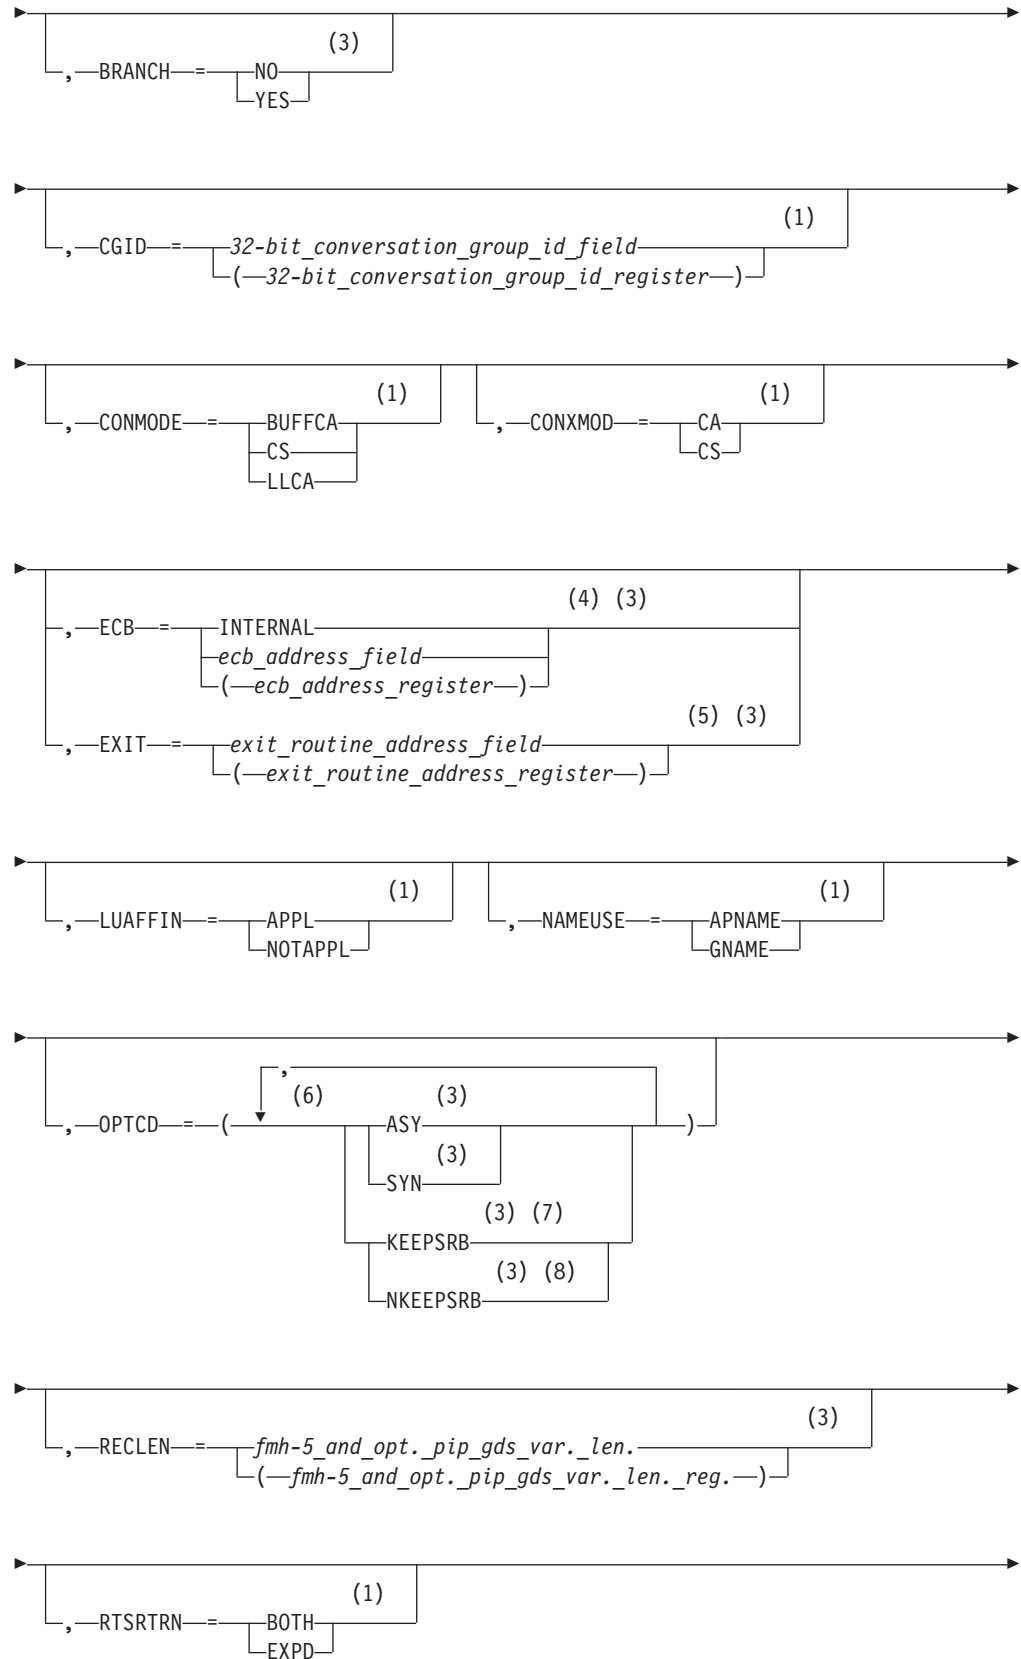 (3)
, BRANCH = NO
YES
(1)
, CGID = 32-bit_conversation_group_id_field
( 32-bit_conversation_group_id_register )
(1) (1)
, CONMODE = BUFFCA , CONXMOD = CA
CS CS
LLCA
(4) (3)
, ECB = INTERNAL
ecb_address_field
( ecb_address_register )
(5) (3)
, EXIT = exit_routine_address_field
( exit_routine_address_register )
(1) (1)
, LUAFFIN = APPL , NAMEUSE = APNAME
NOTAPPL GNAME
,
(6) (3)
, OPTCD = ( ASY )
(3)
SYN
(3) (7)
KEEPSRB
(3) (8)
NKEEPSRB
(3)
, RECLEN = fmh-5_and_opt._pip_gds_var._len.
( fmh-5_and_opt._pip_gds_var._len._reg. )
(1)
, RTSRTRN = BOTH
EXPD